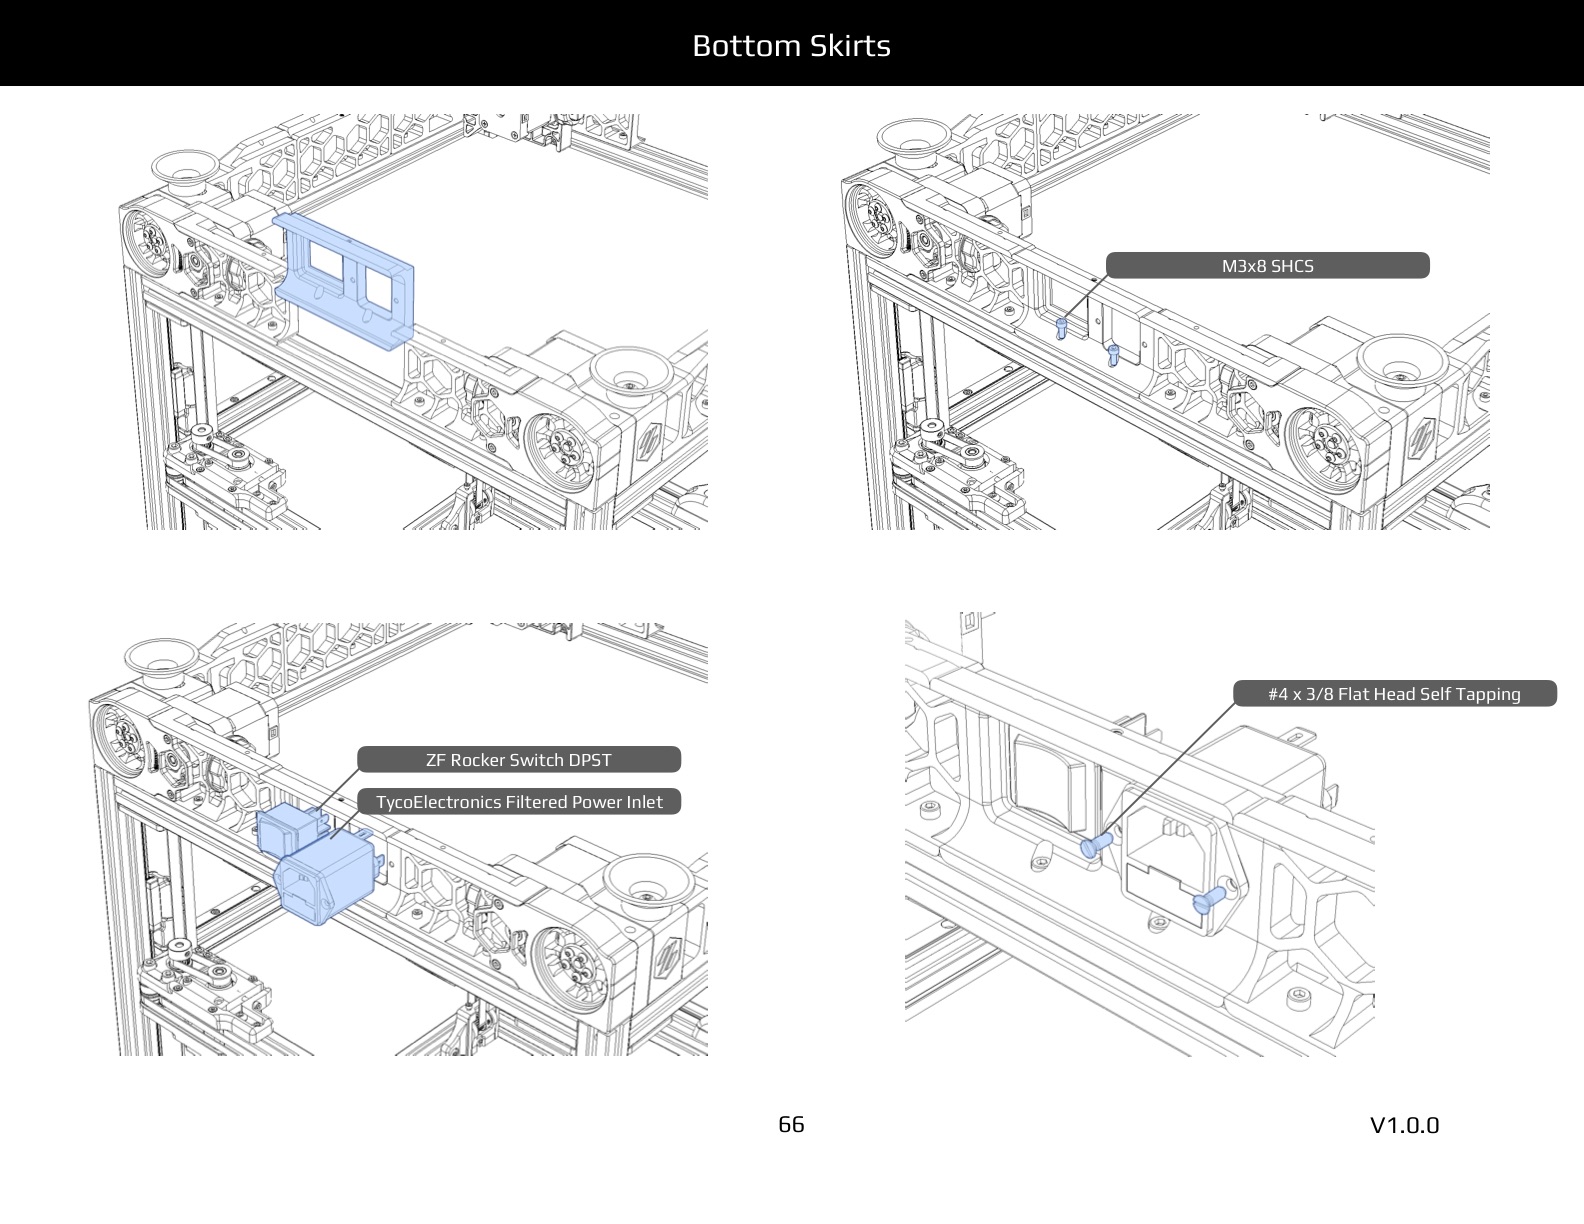 Bottom Skirts
M3x8 SHCS
ZF Rocker Switch DPST
TycoElectronics Filtered Power Inlet
#4 x 3/8 Flat Head Self Tapping
66
V1.0.0